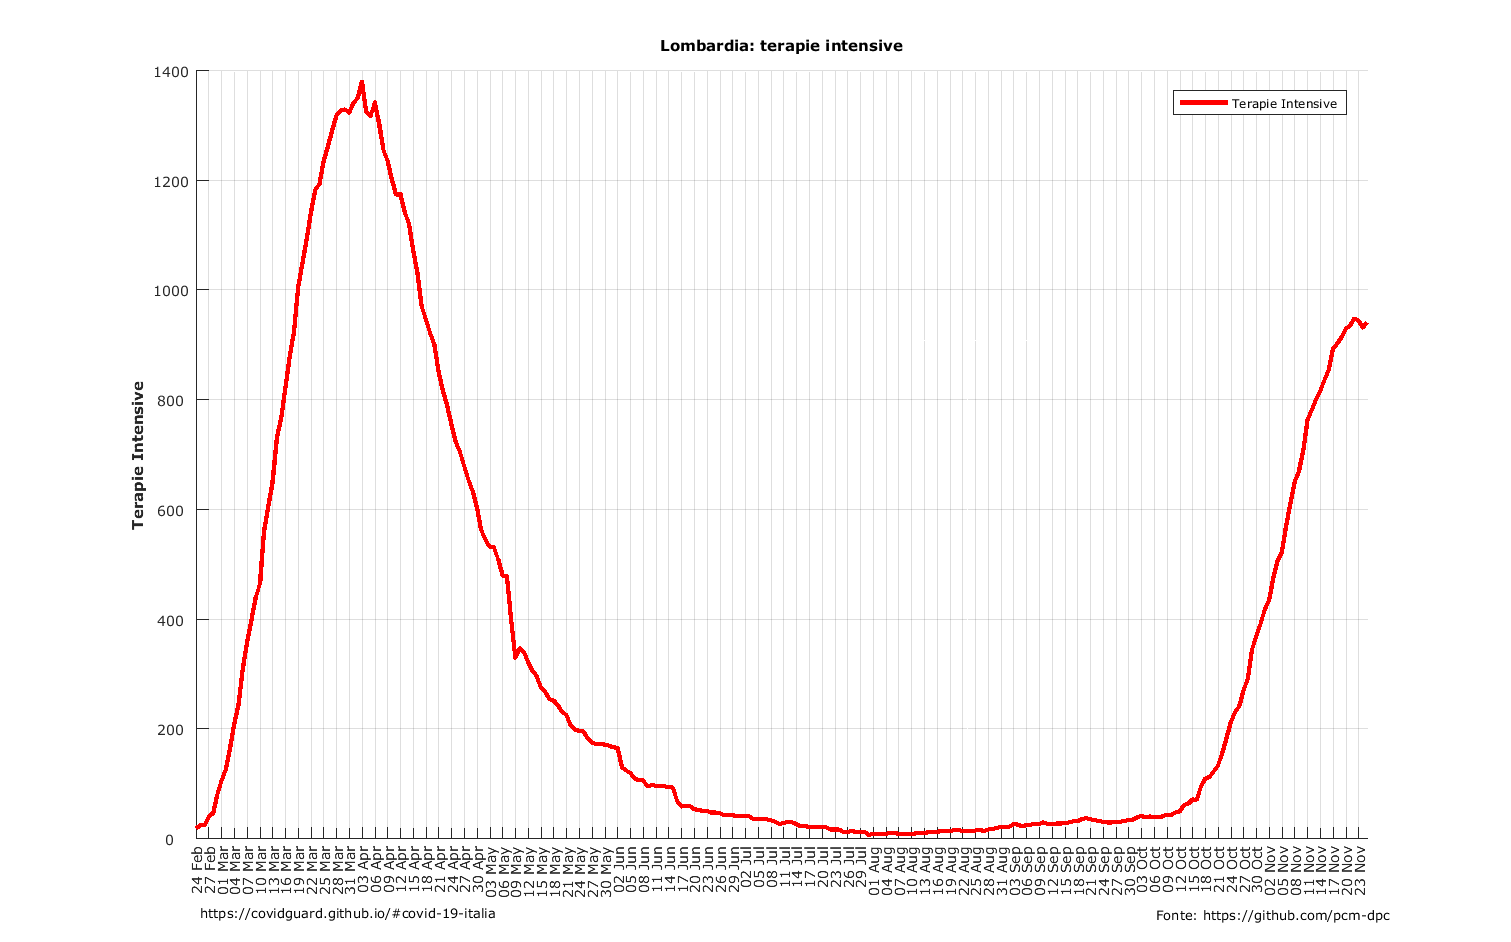 Lombardia: terapie intensive
Terapie Intensive
1400
1200
1000
800
600
400
200
0
Terapie Intensive
24 Feb
27 Feb
01 Mar
04 Mar
07 Mar
10 Mar
13 Mar
16 Mar
19 Mar
22 Mar
25 Mar
28 Mar
31 Mar
03 Apr
06 Apr
09 Apr
12 Apr
15 Apr
18 Apr
21 Apr
24 Apr
27 Apr
30 Apr
03 May
06 May
09 May
12 May
15 May
18 May
21 May
24 May
27 May
30 May
02 Jun
05 Jun
08 Jun
11 Jun
14 Jun
17 Jun
20 Jun
23 Jun
26 Jun
29 Jun
02 Jul
05 Jul
08 Jul
11 Jul
14 Jul
17 Jul
20 Jul
23 Jul
26 Jul
29 Jul
01 Aug
04 Aug
07 Aug
10 Aug
13 Aug
16 Aug
19 Aug
22 Aug
25 Aug
28 Aug
31 Aug
03 Sep
06 Sep
09 Sep
12 Sep
15 Sep
18 Sep
21 Sep
24 Sep
27 Sep
30 Sep
03 Oct
06 Oct
09 Oct
12 Oct
15 Oct
18 Oct
21 Oct
24 Oct
27 Oct
30 Oct
02 Nov
05 Nov
08 Nov
11 Nov
14 Nov
17 Nov
20 Nov
23 Nov
https://covidguard.github.io/#covid-19-italia
Fonte: https://github.com/pcm-dpc